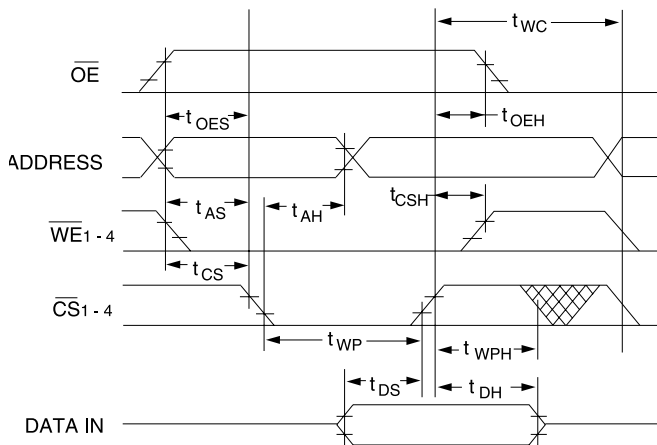 tWC
OE
tOES
tOEH
ADDRESS
tCSH
tAS
tAH
WE1 - 4
tCS
CS1 - 4
tWP
tWPH
tDS
tDH
DATA IN